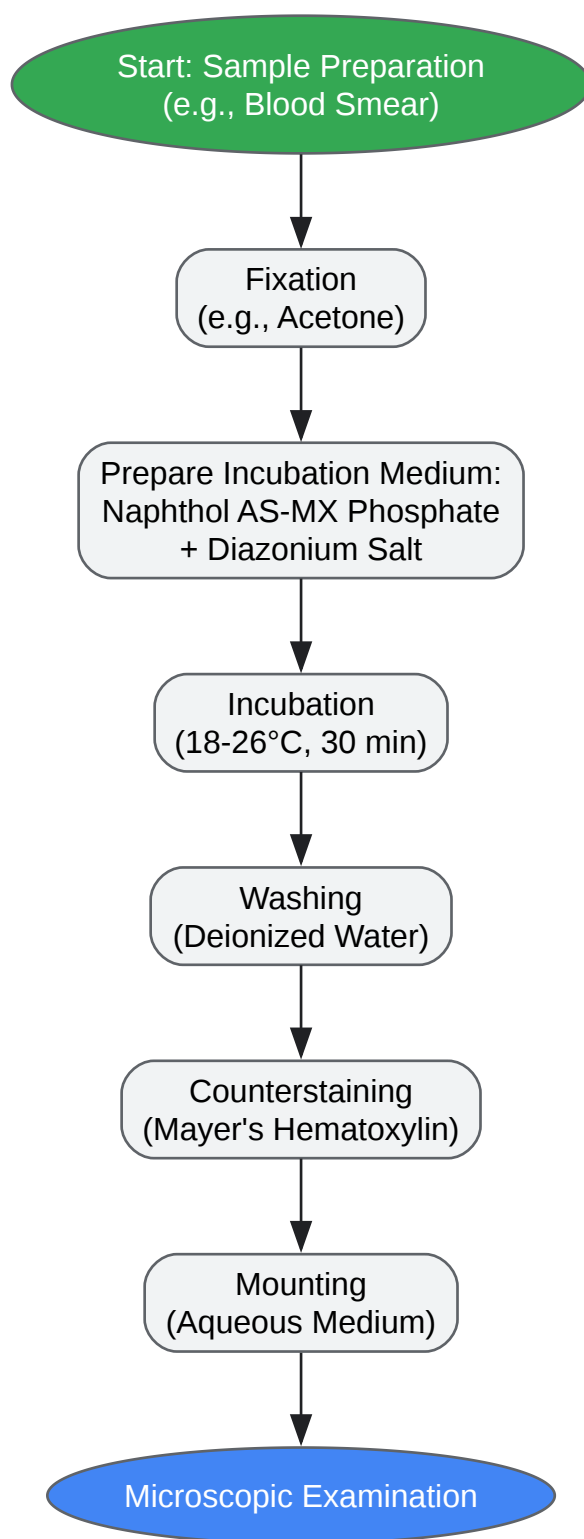 Start: Sample Preparation
(e.g., Blood Smear)
Fixation
(e.g., Acetone)
Prepare Incubation Medium:
Naphthol AS-MX Phosphate
+ Diazonium Salt
Incubation
(18-26°C, 30 min)
Washing
(Deionized Water)
Counterstaining
(Mayer's Hematoxylin)
Mounting
(Aqueous Medium)
Microscopic Examination